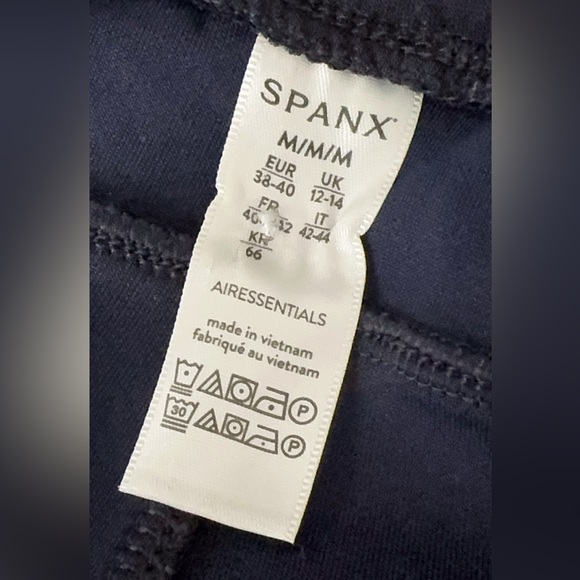 SPANX®
M/M/M
EUR UK
38-40 12-14
FR IT
42-44
KR
66
AIRESSENTIALS
made in vietnam
fabriqué au vietnam
P
30 P